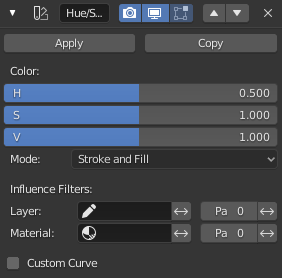 Hue/S...
Apply Copy
Color:
H 0.500
S 1.000
V 1.000
Mode: Stroke and Fill
Influence Filters:
Layer: Pa 0
Material: Pa 0
Custom Curve